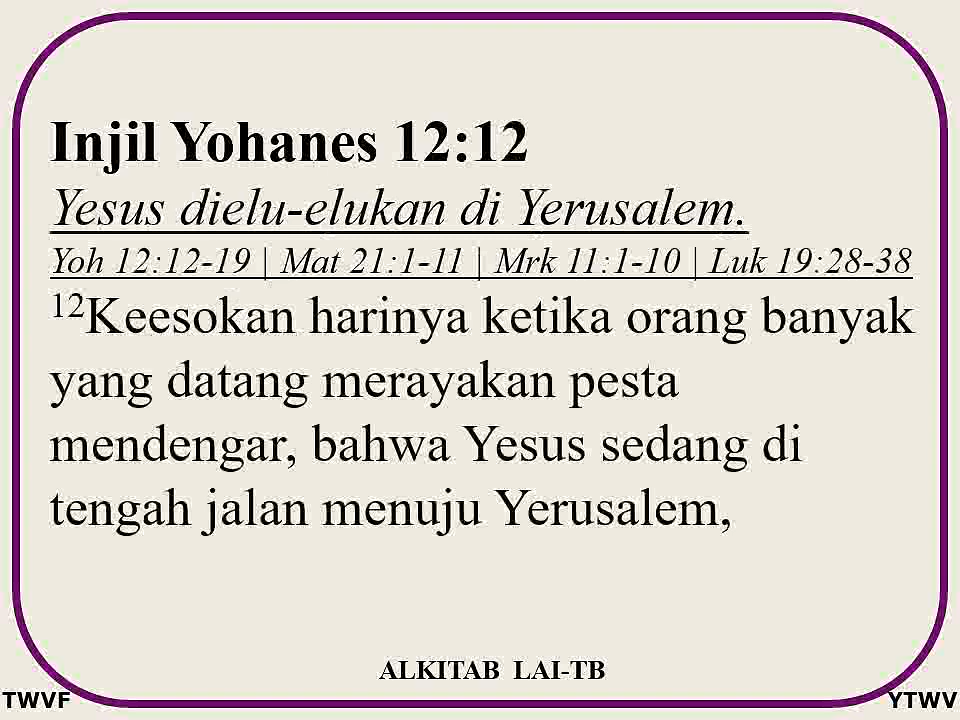 Injil Yohanes 12:12
Yesus dielu-elukan di Yerusalem.
Yoh 12:12-19 | Mat 21:1-11 | Mrk 11:1-10 | Luk 19:28-38
12Keesokan harinya ketika orang banyak
yang datang merayakan pesta
mendengar, bahwa Yesus sedang di
tengah jalan menuju Yerusalem,
ALKITAB LAI-TB
TWVF
YTWV